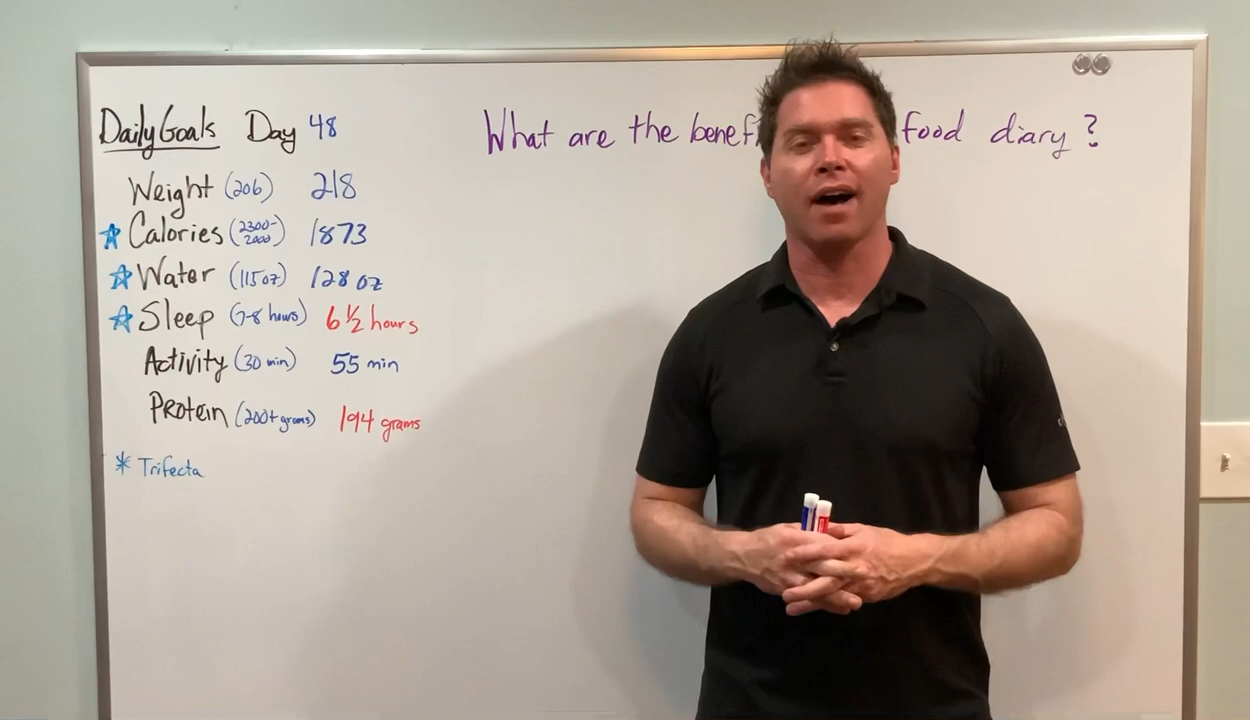 Daily Goals Day 48
Weight (206) 218
Calories (2300-2000) 1873
Water (115 oz) 128 oz
Sleep (7-8 hours) 6 1/2 hours
Activity (30 min) 55 min
Protein (200+ grams) 194 grams
* Trifecta
What are the benef food diary?